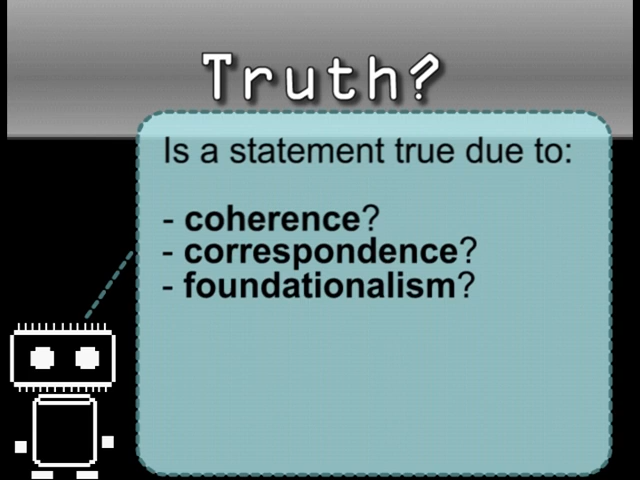 Truth?
Is a statement true due to:
- coherence?
- correspondence?
- foundationalism?